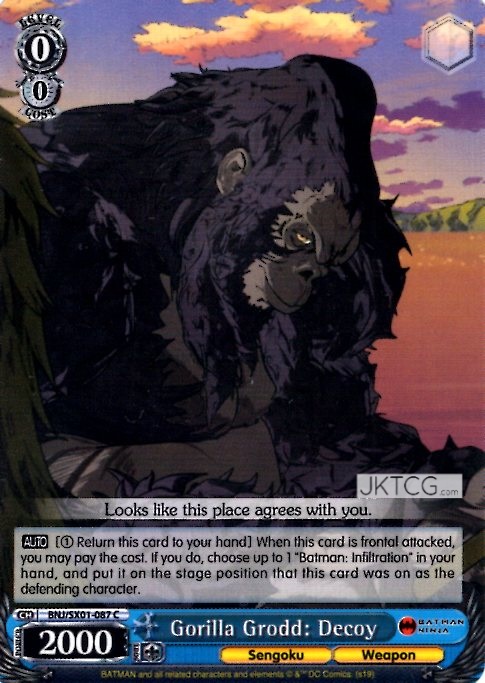 LEVEL
0
0
COST
JKTCG.com
Looks like this place agrees with you.
AUTO [① Return this card to your hand] When this card is frontal attacked,
you may pay the cost. If you do, choose up to 1 "Batman: Infiltration" in your
hand, and put it on the stage position that this card was on as the
defending character.
CH BNJ/SX01-087 C
POWER
2000
SOUL
Gorilla Grodd: Decoy
BATMAN
NINJA
Sengoku
Weapon
BATMAN and all related characters and elements © & ™ DC Comics. (s19)